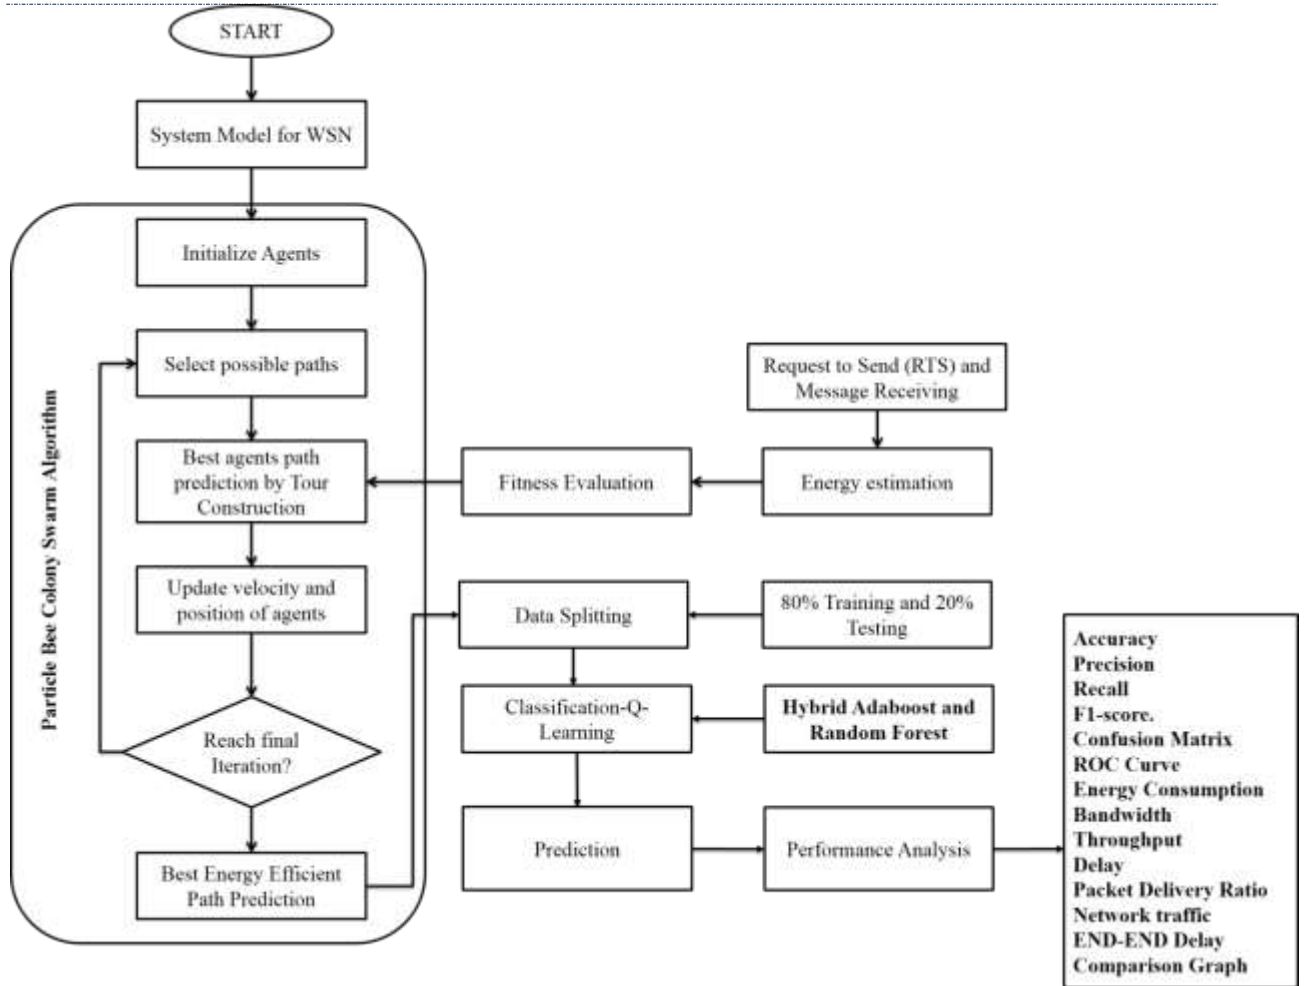 START
System Model for WSN
Particle Bee Colony Swarm Algorithm
Initialize Agents
Select possible paths
Best agents path
prediction by Tour
Construction
Update velocity and
position of agents
Reach final
Iteration?
Best Energy Efficient
Path Prediction
Request to Send (RTS) and
Message Receiving
Energy estimation
Fitness Evaluation
Data Splitting
80% Training and 20%
Testing
Classification-Q-
Learning
Hybrid Adaboost and
Random Forest
Prediction
Performance Analysis
Accuracy
Precision
Recall
F1-score.
Confusion Matrix
ROC Curve
Energy Consumption
Bandwidth
Throughput
Delay
Packet Delivery Ratio
Network traffic
END-END Delay
Comparison Graph